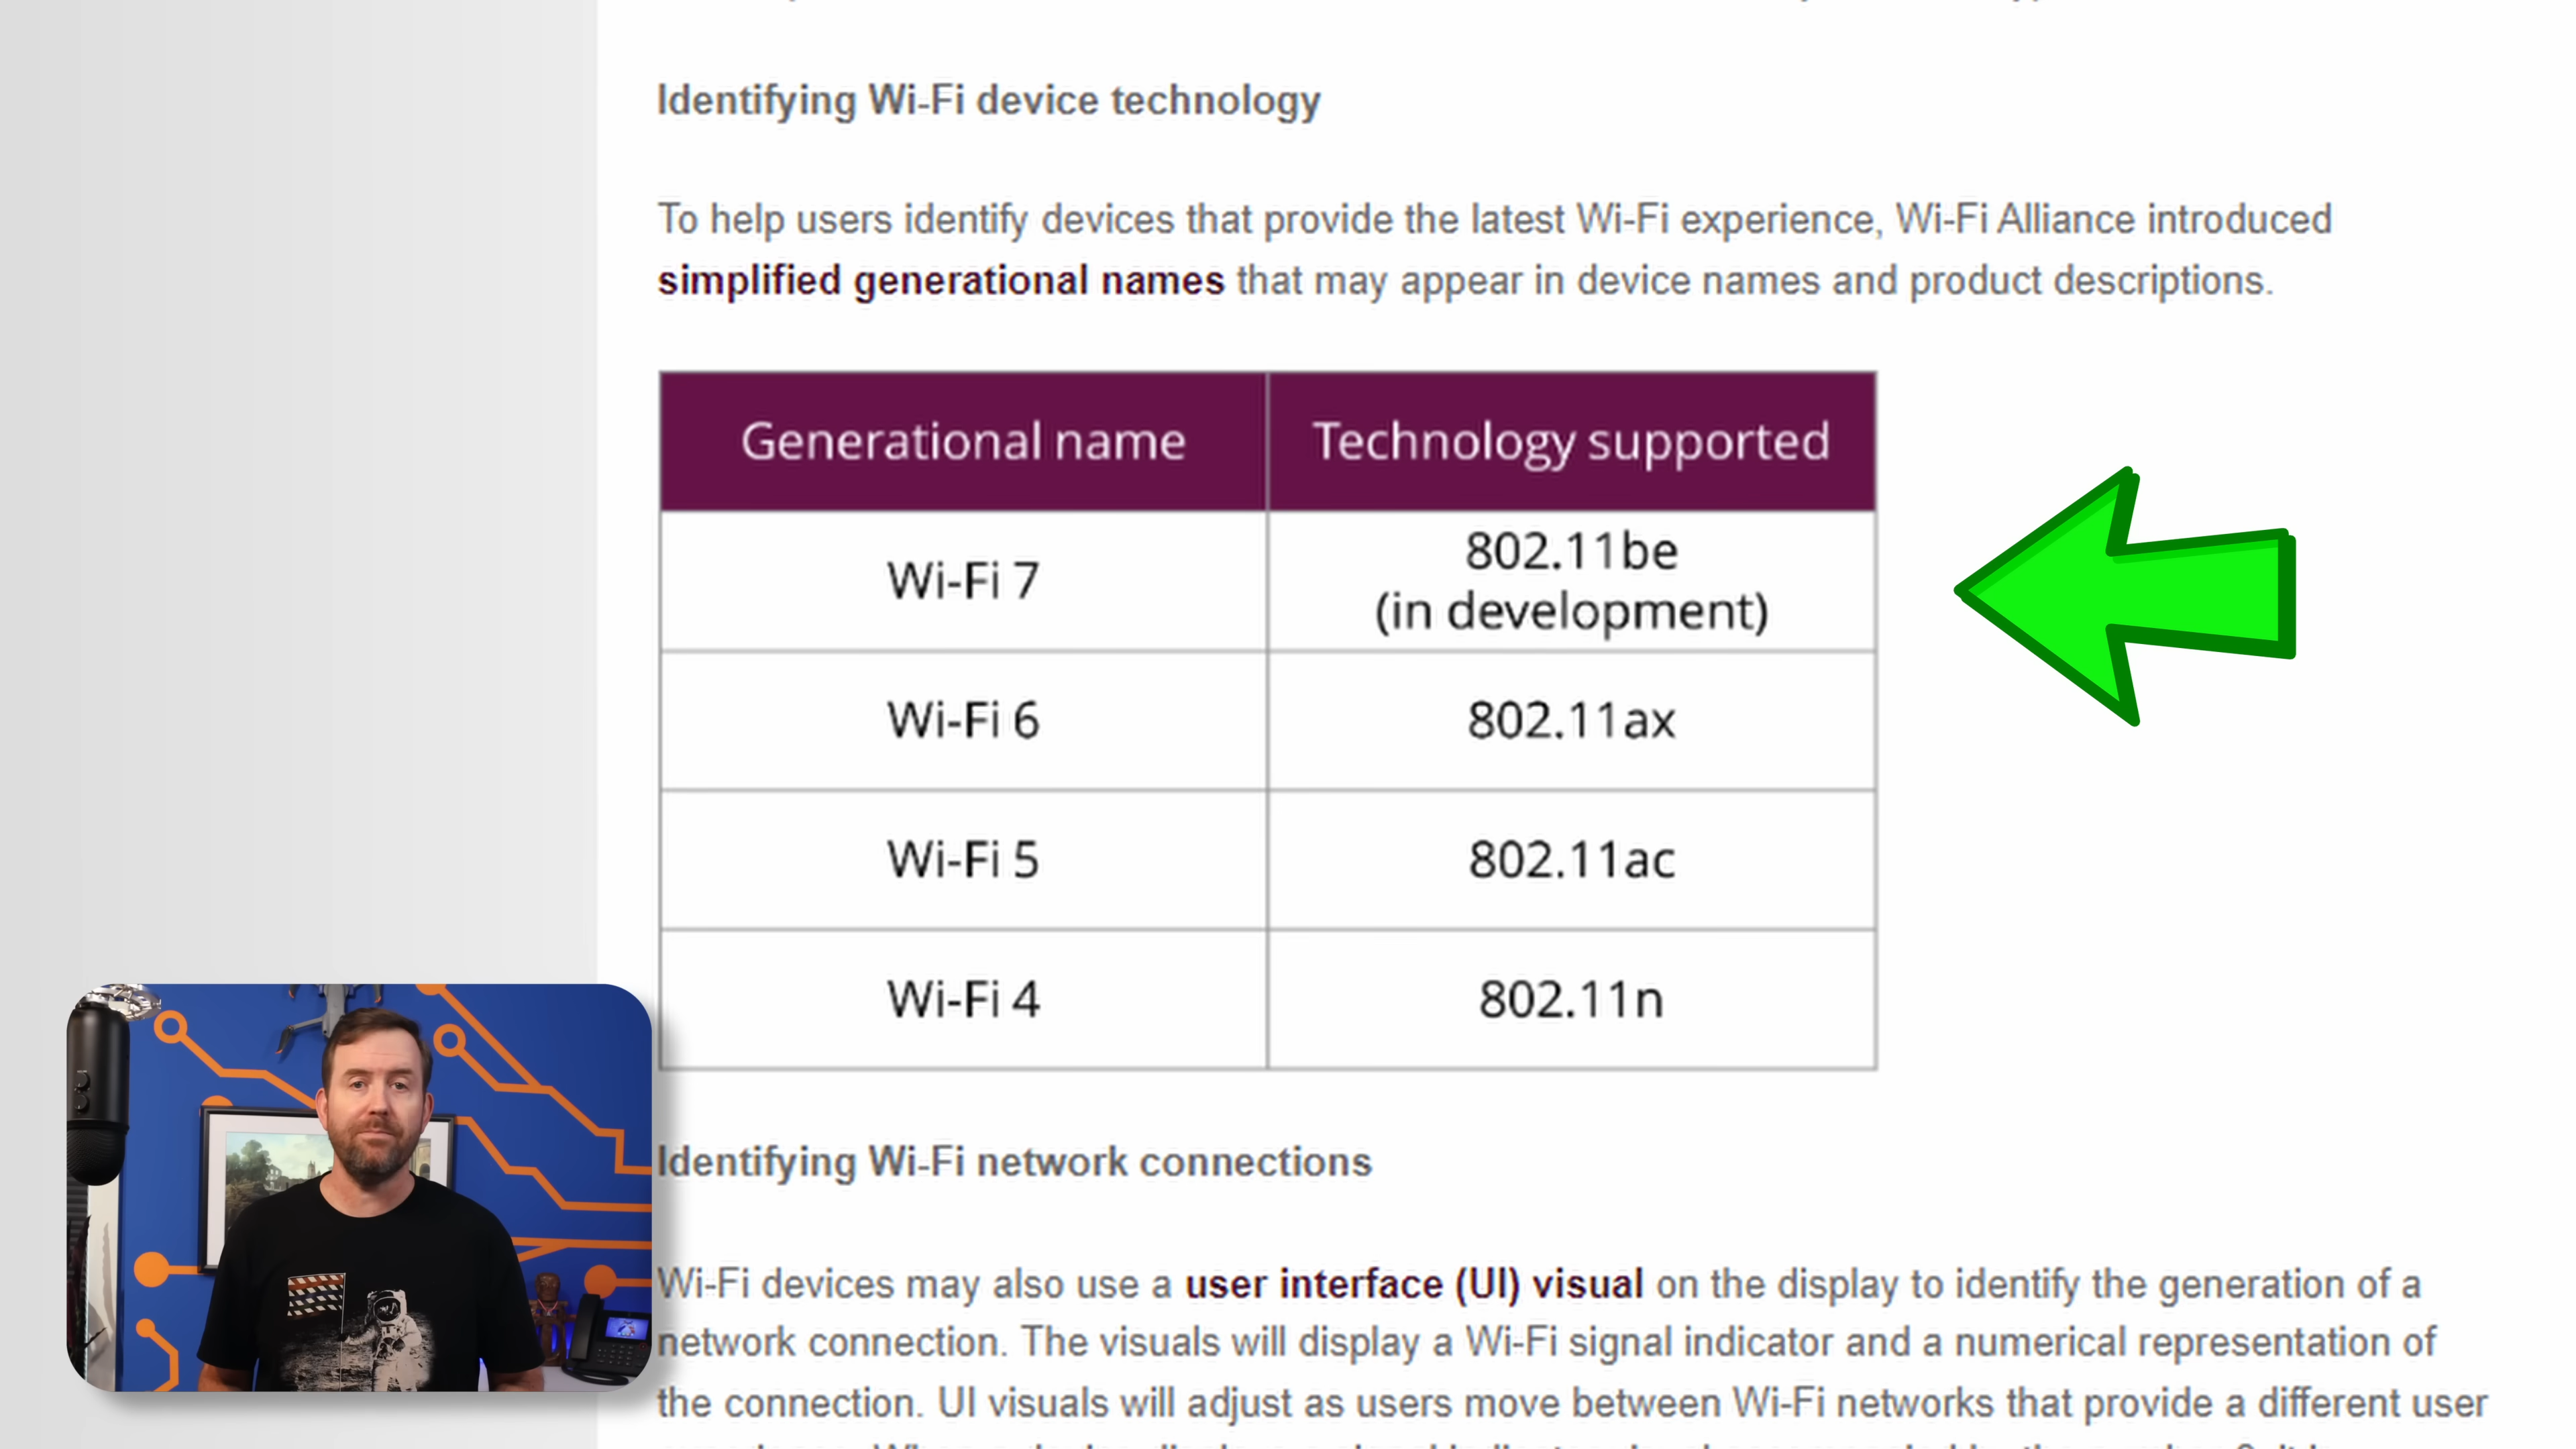 Identifying Wi-Fi device technology
To help users identify devices that provide the latest Wi-Fi experience, Wi-Fi Alliance introduced
simplified generational names that may appear in device names and product descriptions.
Generational name Technology supported
Wi-Fi 7 802.11be
(in development)
Wi-Fi 6 802.11ax
Wi-Fi 5 802.11ac
Wi-Fi 4 802.11n
Identifying Wi-Fi network connections
Wi-Fi devices may also use a user interface (UI) visual on the display to identify the generation of a
network connection. The visuals will display a Wi-Fi signal indicator and a numerical representation of
the connection. UI visuals will adjust as users move between Wi-Fi networks that provide a different user